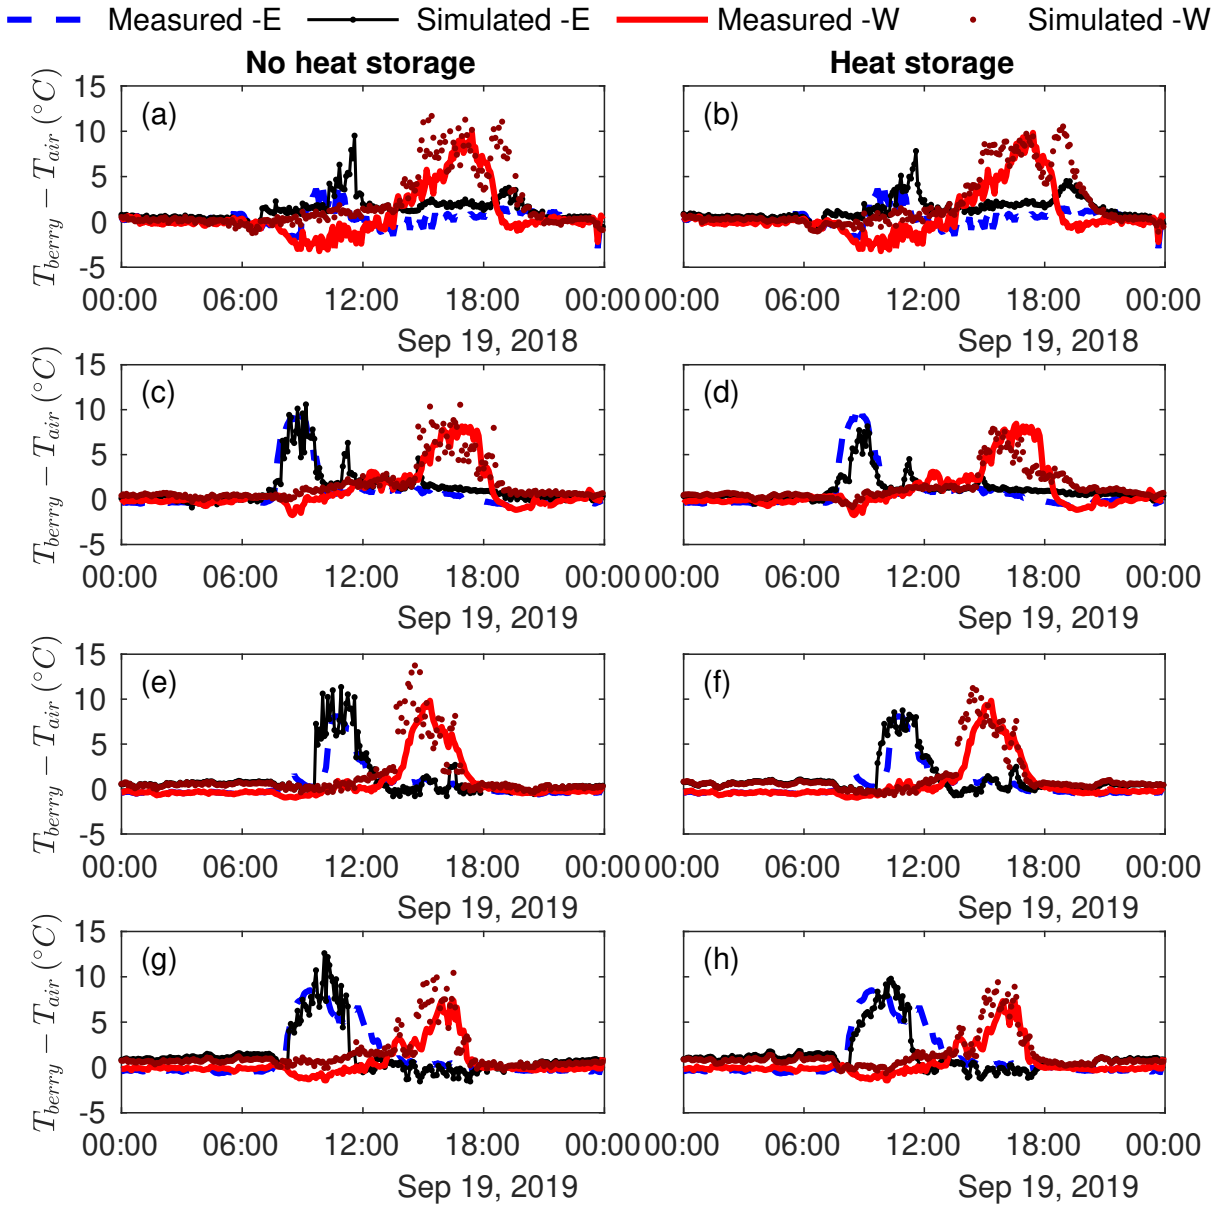 Measured -E Simulated -E Measured -W Simulated -W
No heat storage Heat storage
15 (a) (b)
10
5
0
-5
T_berry − T_air (°C)
00:00 06:00 12:00 18:00 00:00 00:00 06:00 12:00 18:00 00:00
Sep 19, 2018 Sep 19, 2018
15 (c) (d)
10
5
0
-5
T_berry − T_air (°C)
00:00 06:00 12:00 18:00 00:00 00:00 06:00 12:00 18:00 00:00
Sep 19, 2019 Sep 19, 2019
15 (e) (f)
10
5
0
-5
T_berry − T_air (°C)
00:00 06:00 12:00 18:00 00:00 00:00 06:00 12:00 18:00 00:00
Sep 19, 2019 Sep 19, 2019
15 (g) (h)
10
5
0
-5
T_berry − T_air (°C)
00:00 06:00 12:00 18:00 00:00 00:00 06:00 12:00 18:00 00:00
Sep 19, 2019 Sep 19, 2019